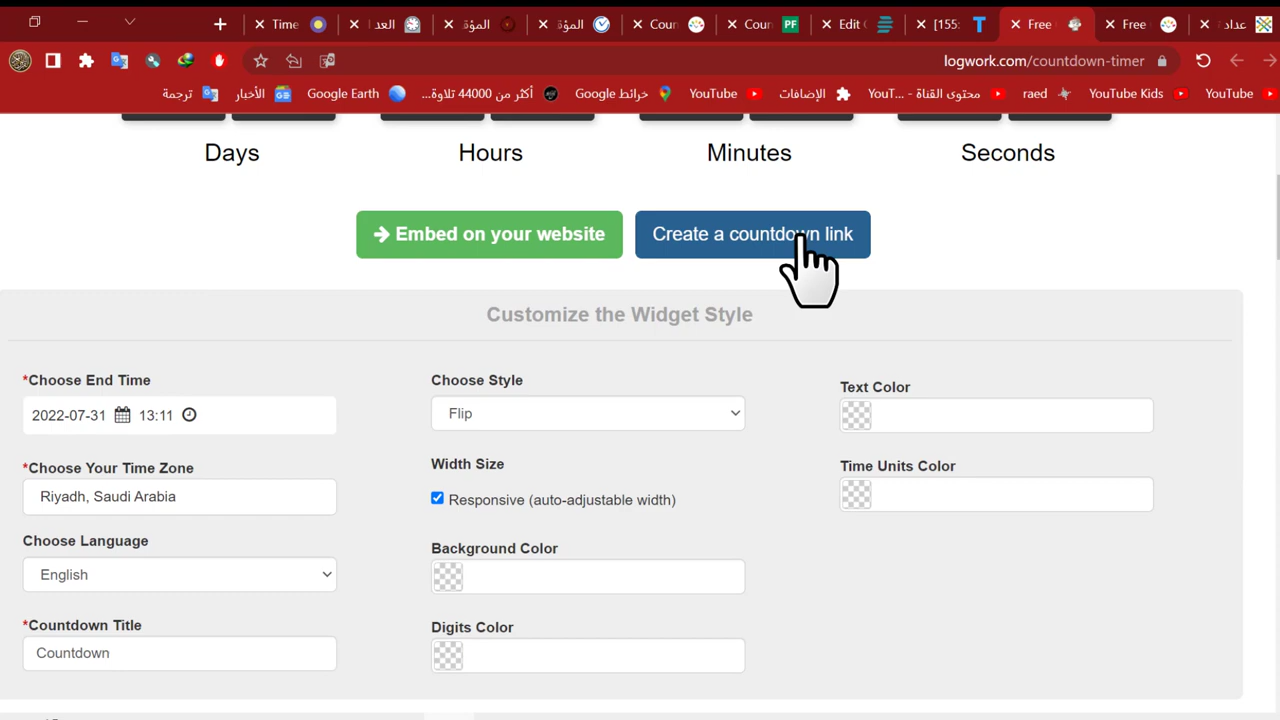 Time
العد
المؤة
المؤة
Coun
Coun
Edit C
[155:
Free
Free
عداد
logwork.com/countdown-timer
ترجمة
الأخبار
Google Earth
أكثر من 44000 تلاوة...
خرائط Google
YouTube
الإضافات
محتوى القناة - YouT...
raed
YouTube Kids
YouTube
Days Hours Minutes Seconds
Embed on your website
Create a countdown link
Customize the Widget Style
*Choose End Time
2022-07-31 13:11
*Choose Your Time Zone
Riyadh, Saudi Arabia
Choose Language
English
*Countdown Title
Countdown
Choose Style
Flip
Width Size
Responsive (auto-adjustable width)
Background Color
Digits Color
Text Color
Time Units Color